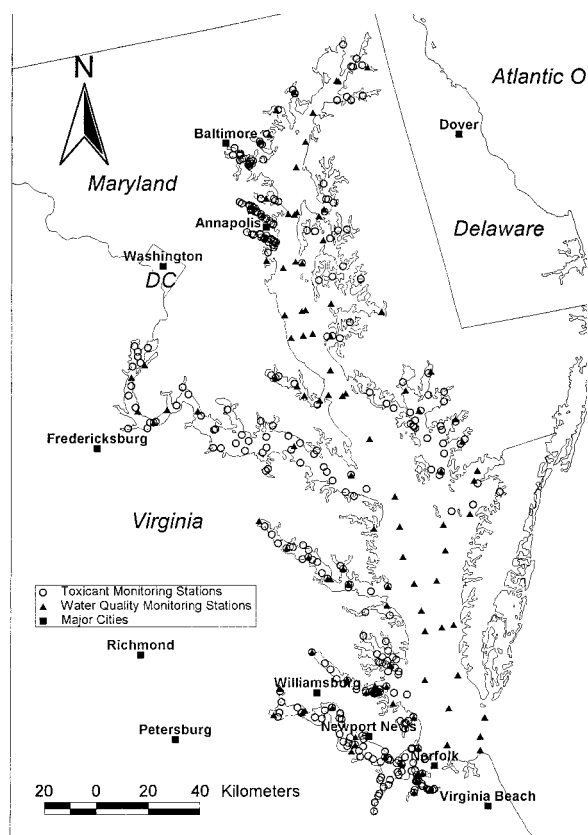 N
Atlantic O
Dover
Baltimore
Maryland
Annapolis
Delaware
Washington
DC
Fredericksburg
Virginia
Toxicant Monitoring Stations
Water Quality Monitoring Stations
Major Cities
Richmond
Williamsburg
Petersburg
Newport News
Norfolk
Virginia Beach
20 0 20 40 Kilometers